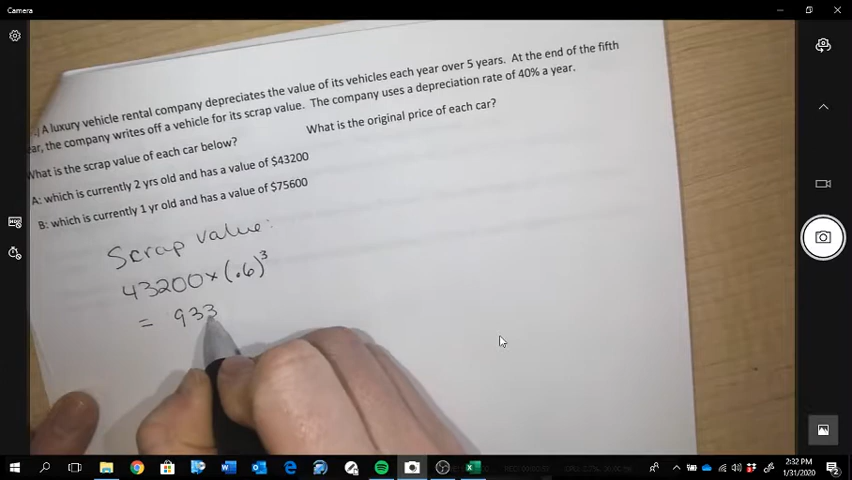 Camera
A luxury vehicle rental company depreciates the value of its vehicles each year over 5 years. At the end of the fifth
ear, the company writes off a vehicle for its scrap value. The company uses a depreciation rate of 40% a year.
What is the scrap value of each car below? What is the original price of each car?
A: which is currently 2 yrs old and has a value of $43200
B: which is currently 1 yr old and has a value of $75600
Scrap value:
43200×(.6)³
= 933
2:32 PM
1/31/2020